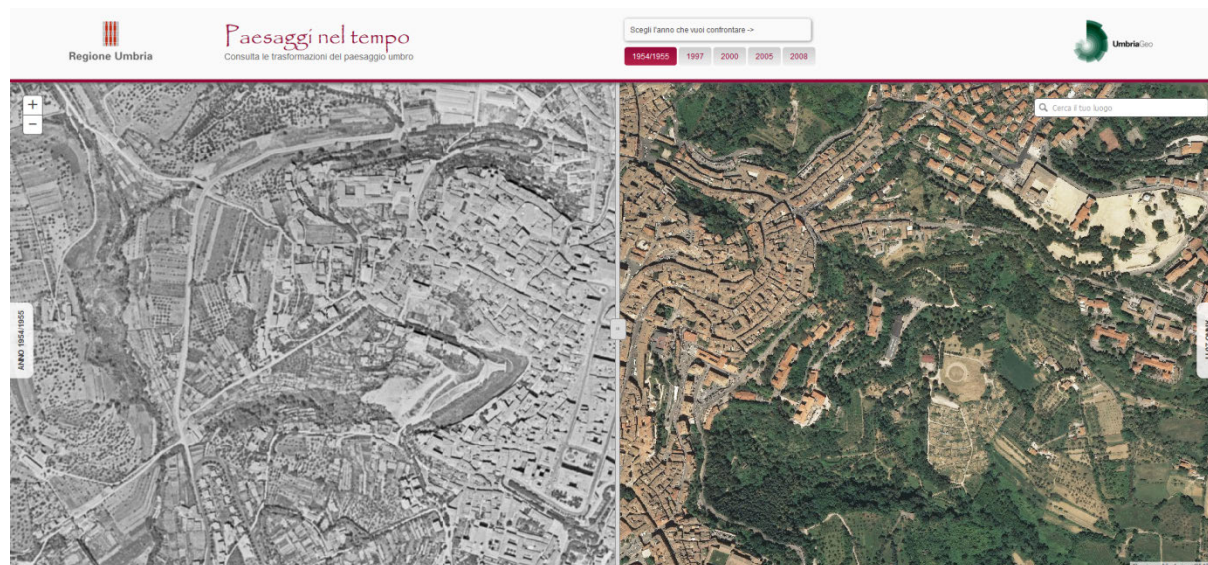 Regione Umbria
Paesaggi nel tempo
Consulta le trasformazioni del paesaggio umbro
Scegli l'anno che vuoi confrontare ->
1954/1955 1997 2000 2005 2008
UmbriaGeo
+
−
Cerca il tuo luogo
ANNO 1954/1955